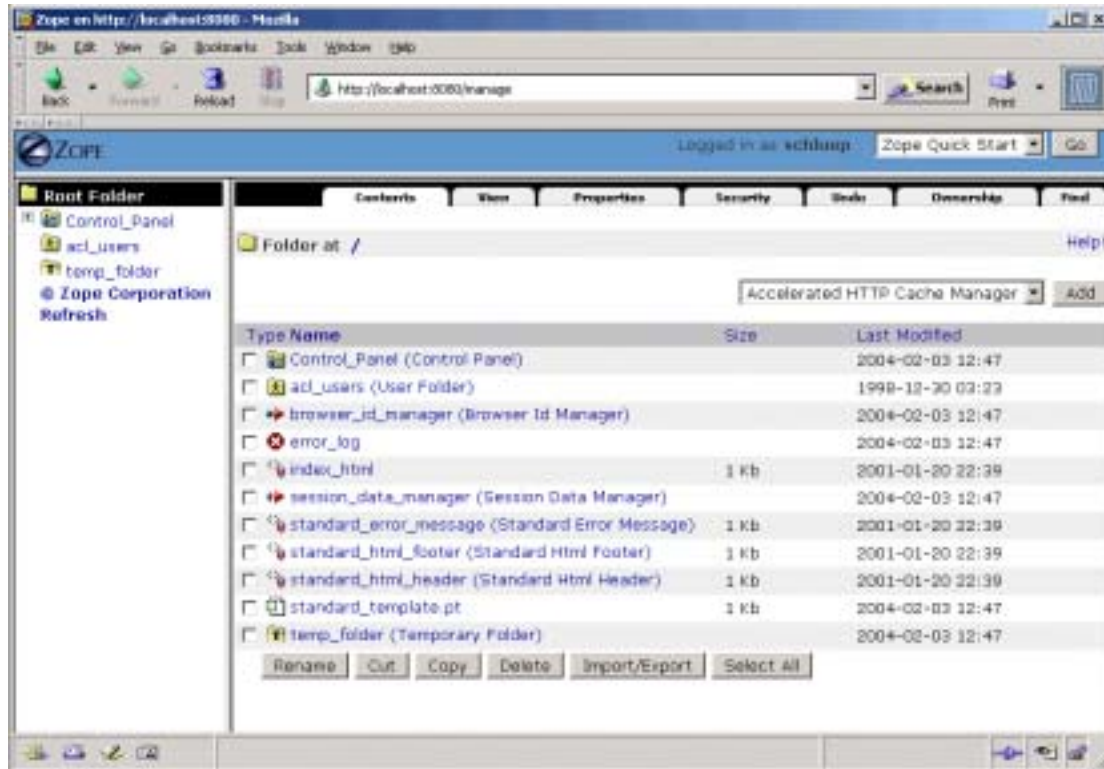 Zope en http://localhost:8080 - Mozilla
File Edit View Go Bookmarks Tools Window Help
Back Forward Reload Stop http://localhost:8080/manage Search Print
ZOPE Logged in as schlunp Zope Quick Start Go
Root Folder
Control_Panel
acl_users
temp_folder
© Zope Corporation
Refresh
Contents View Properties Security Undo Ownership Find
Folder at / Help!
Accelerated HTTP Cache Manager Add
Type Name Size Last Modified
Control_Panel (Control Panel) 2004-02-03 12:47
acl_users (User Folder) 1998-12-30 03:23
browser_id_manager (Browser Id Manager) 2004-02-03 12:47
error_log 2004-02-03 12:47
index_html 1 Kb 2001-01-20 22:39
session_data_manager (Session Data Manager) 2004-02-03 12:47
standard_error_message (Standard Error Message) 1 Kb 2001-01-20 22:39
standard_html_footer (Standard Html Footer) 1 Kb 2001-01-20 22:39
standard_html_header (Standard Html Header) 1 Kb 2001-01-20 22:39
standard_template.pt 1 Kb 2004-02-03 12:47
temp_folder (Temporary Folder) 2004-02-03 12:47
Rename Cut Copy Delete Import/Export Select All